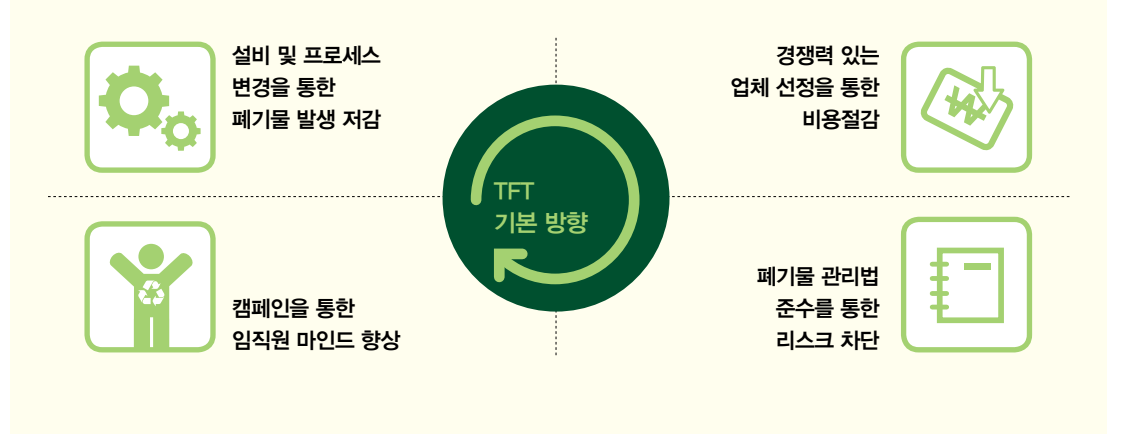 설비 및 프로세스
변경을 통한
폐기물 발생 저감
경쟁력 있는
업체 선정을 통한
비용절감
TFT
기본 방향
캠페인을 통한
임직원 마인드 향상
폐기물 관리법
준수를 통한
리스크 차단